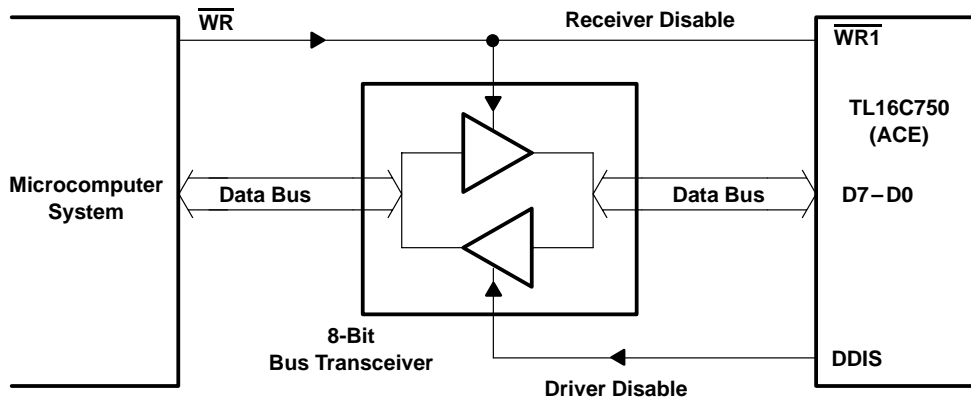 WR
Receiver Disable
WR1
TL16C750
(ACE)
Microcomputer
System
Data Bus
Data Bus
D7–D0
8-Bit
Bus Transceiver
DDIS
Driver Disable